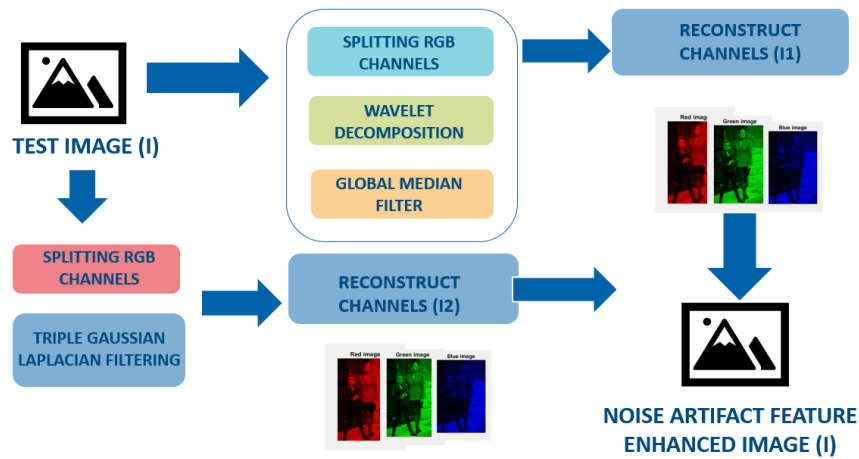 TEST IMAGE (I)
SPLITTING RGB
CHANNELS
WAVELET
DECOMPOSITION
GLOBAL MEDIAN
FILTER
RECONSTRUCT
CHANNELS (I1)
Red imag
Green image
Blue image
SPLITTING RGB
CHANNELS
TRIPLE GAUSSIAN
LAPLACIAN FILTERING
RECONSTRUCT
CHANNELS (I2)
Red image
Green image
Blue image
NOISE ARTIFACT FEATURE
ENHANCED IMAGE (I)